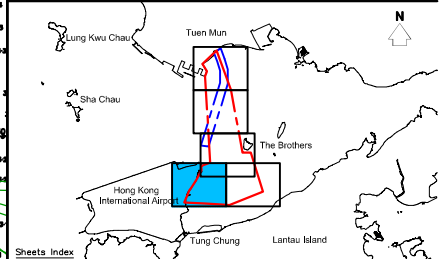 Tuen Mun
N
Lung Kwu Chau
Sha Chau
The Brothers
Hong Kong
International Airport
Tung Chung
Lantau Island
Sheets Index